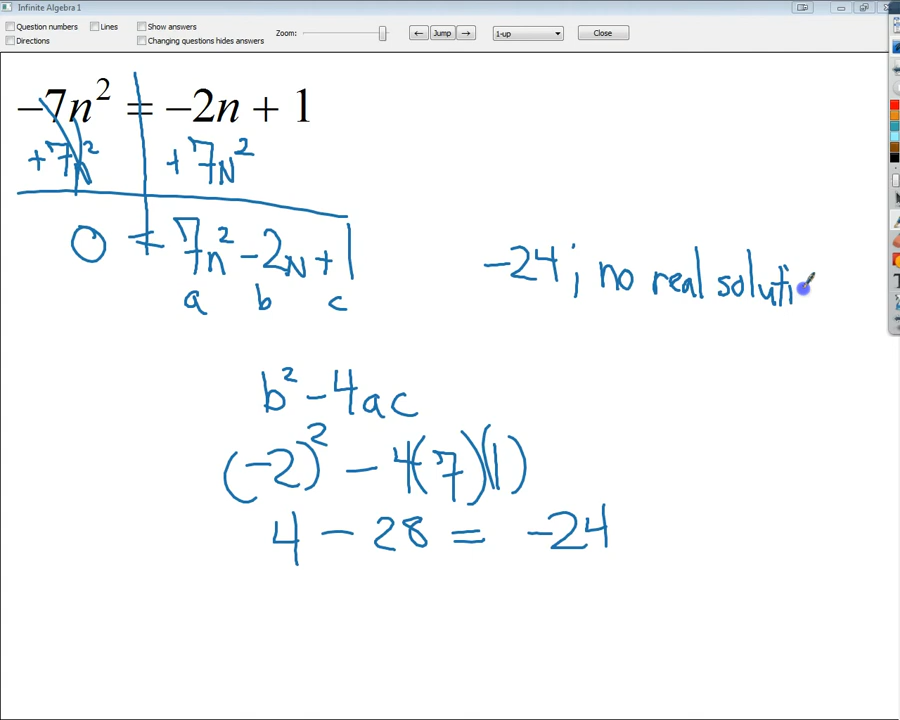 Infinite Algebra 1
Question numbers Lines Show answers
Directions Changing questions hides answers
Zoom: ← Jump → 1-up Close
−7n² = −2n + 1
+7N² +7N²
0 = 7n² −2N+1
a b c
−24; no real soluti
b² −4ac
(−2)² − 4(7)(1)
4 − 28 = −24